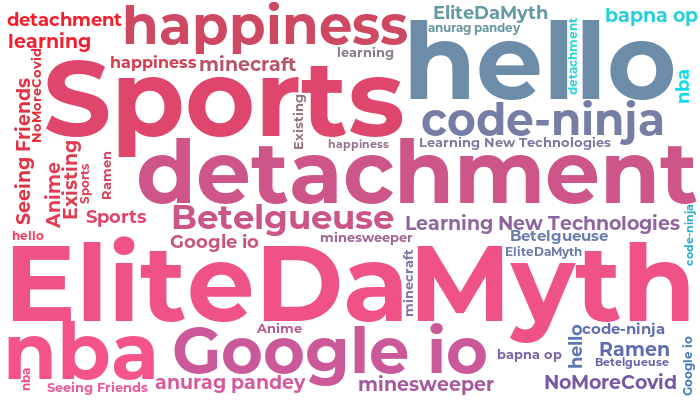 detachment
happiness
EliteDaMyth
bapna op
learning
anurag pandey
hello
detachment
learning
happiness
minecraft
NoMoreCovid
Sports
nba
Seeing Friends
Existing
code-ninja
happiness
Learning New Technologies
detachment
Anime
Existing
Sports
Ramen
Sports
Betelgueuse
Learning New Technologies
code-ninja
hello
Google io
minesweeper
Betelgueuse
EliteDaMyth
EliteDaMyth
minecraft
nba
Anime
Google io
hello
code-ninja
bapna op
Ramen
Betelgueuse
Google io
nba
Seeing Friends
anurag pandey
minesweeper
NoMoreCovid